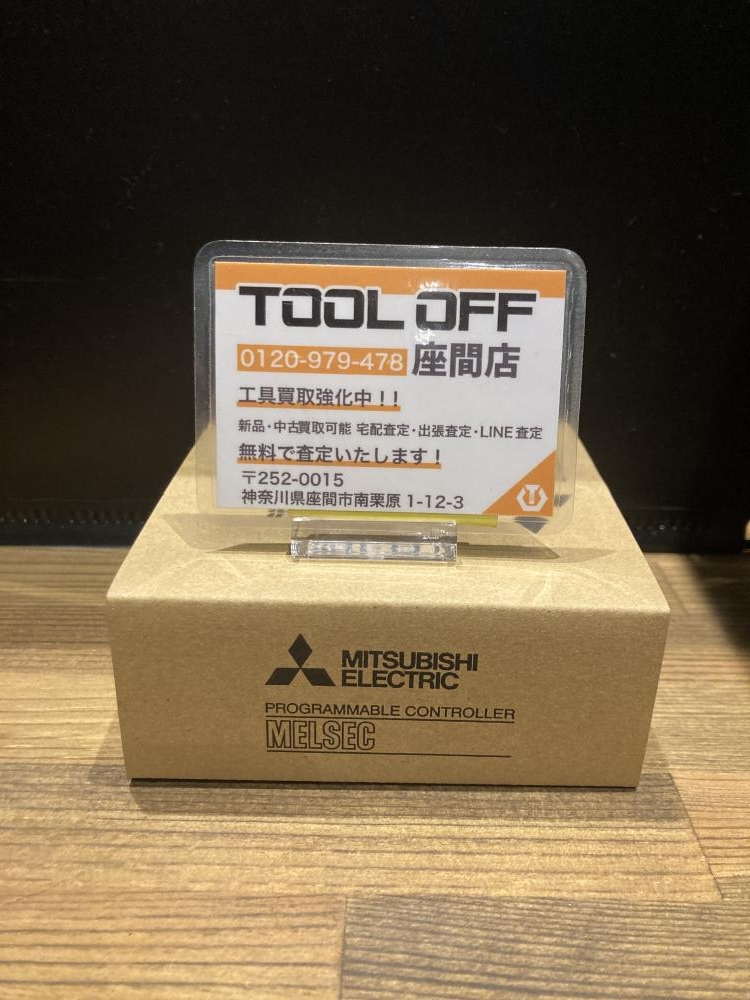 TOOL OFF
0120-979-478 座間店
工具買取強化中！！
新品・中古買取可能 宅配査定・出張査定・LINE査定
無料で査定いたします！
〒252-0015
神奈川県座間市南栗原1-12-3
MITSUBISHI
ELECTRIC
PROGRAMMABLE CONTROLLER
MELSEC